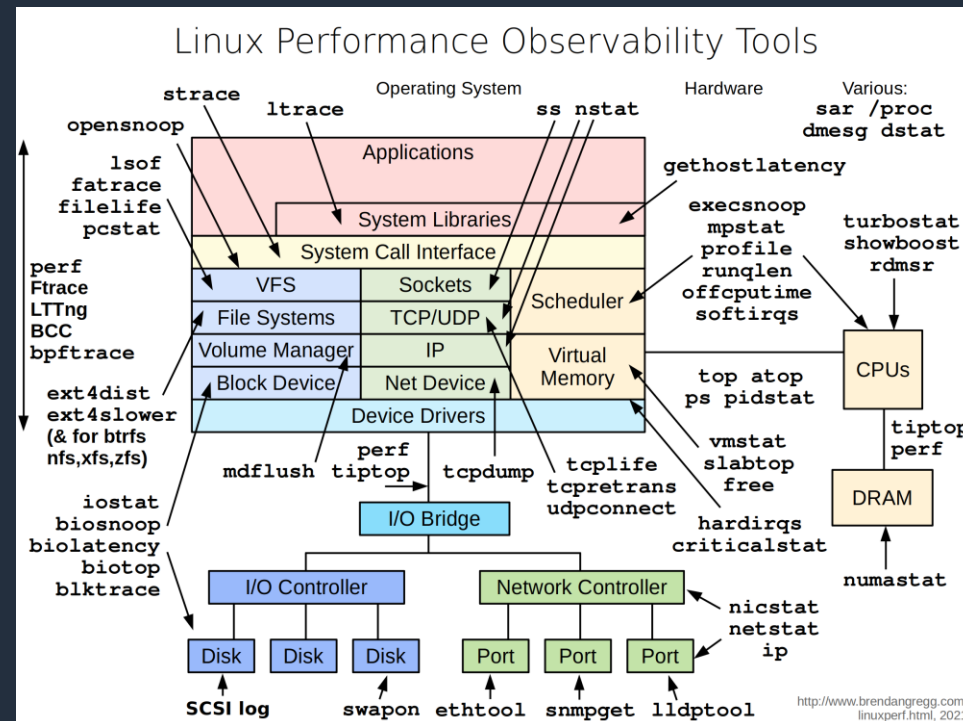 Linux Performance Observability Tools
Operating System
Hardware
Various:
sar /proc
dmesg dstat
strace
ltrace
ss nstat
opensnoop
gethostlatency
lsof
fatrace
filelife
pcstat
Applications
System Libraries
System Call Interface
VFS
Sockets
Scheduler
File Systems
TCP/UDP
Volume Manager
IP
Virtual
Memory
Block Device
Net Device
Device Drivers
execsnoop
mpstat
profile
runqlen
offcputime
softirqs
turbostat
showboost
rdmsr
perf
Ftrace
LTTng
BCC
bpftrace
CPUs
top atop
ps pidstat
ext4dist
ext4slower
(& for btrfs
nfs,xfs,zfs)
tiptop
perf
mdflush
perf
tiptop
tcpdump
tcplife
tcpretrans
udpconnect
vmstat
slabtop
free
DRAM
iostat
biosnoop
biolatency
biotop
blktrace
I/O Bridge
hardirqs
criticalstat
numastat
I/O Controller
Network Controller
nicstat
netstat
ip
Disk
Disk
Disk
Port
Port
Port
SCSI log
swapon
ethtool
snmpget
lldptool
http://www.brendangregg.com
linuxperf.html,